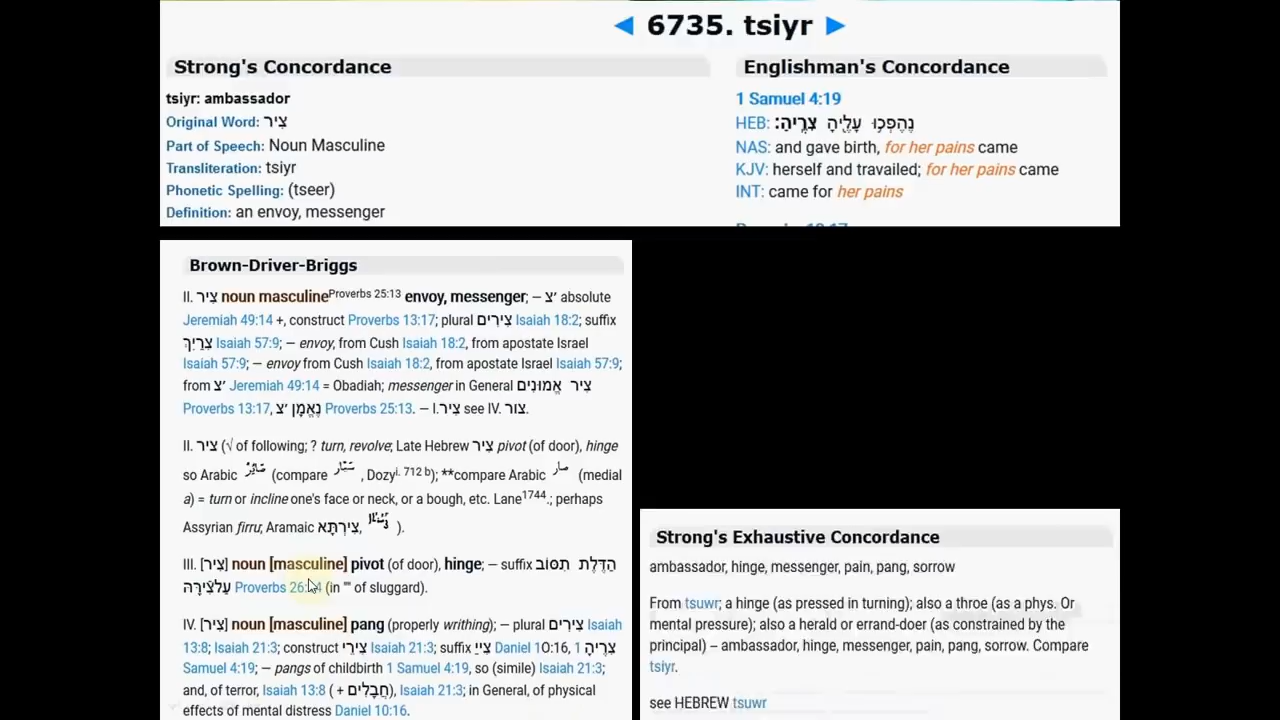 ◄ 6735. tsiyr ►
Strong's Concordance
tsiyr: ambassador
Original Word: צִיר
Part of Speech: Noun Masculine
Transliteration: tsiyr
Phonetic Spelling: (tseer)
Definition: an envoy, messenger
Englishman's Concordance
1 Samuel 4:19
HEB: נֶהֶפְכ֥וּ עָלֶ֖יהָ צִרֶֽיהָ׃
NAS: and gave birth, for her pains came
KJV: herself and travailed; for her pains came
INT: came for her pains
Brown-Driver-Briggs
II. צִיר noun masculine Proverbs 25:13 envoy, messenger; — צ׳ absolute
Jeremiah 49:14 +, construct Proverbs 13:17; plural צִירִים Isaiah 18:2; suffix
צִרַיִךְ Isaiah 57:9; — envoy, from Cush Isaiah 18:2, from apostate Israel
Isaiah 57:9; — envoy from Cush Isaiah 18:2, from apostate Israel Isaiah 57:9;
from צ׳ Jeremiah 49:14 = Obadiah; messenger in General צִיר אֱמוּנִים
Proverbs 13:17, צ׳ נֶאֱמָן Proverbs 25:13. — I.צִיר see IV. צור.
II. ציר (√ of following; ? turn, revolve; Late Hebrew צִיר pivot (of door), hinge
so Arabic (compare , Dozy i. 712 b); **compare Arabic صار (medial
a) = turn or incline one's face or neck, or a bough, etc. Lane 1744.; perhaps
Assyrian ƒirru; Aramaic צִירְתָּא, ).
III. [צִיר] noun [masculine] pivot (of door), hinge; — suffix הַדֶּלֶת תִּסּוֺב
עַלצִֿירָהּ Proverbs 26: (in "" of sluggard).
IV. [צִיר] noun [masculine] pang (properly writhing); — plural צִירִים Isaiah
13:8; Isaiah 21:3; construct צִירֵי Isaiah 21:3; suffix צִירַי Daniel 10:16, צִרֶיהָ 1
Samuel 4:19; — pangs of childbirth 1 Samuel 4:19, so (simile) Isaiah 21:3;
and, of terror, Isaiah 13:8 ( + חֲבָלִים), Isaiah 21:3; in General, of physical
effects of mental distress Daniel 10:16.
Strong's Exhaustive Concordance
ambassador, hinge, messenger, pain, pang, sorrow
From tsuwr; a hinge (as pressed in turning); also a throe (as a phys. Or
mental pressure); also a herald or errand-doer (as constrained by the
principal) – ambassador, hinge, messenger, pain, pang, sorrow. Compare
tsiyr.
see HEBREW tsuwr